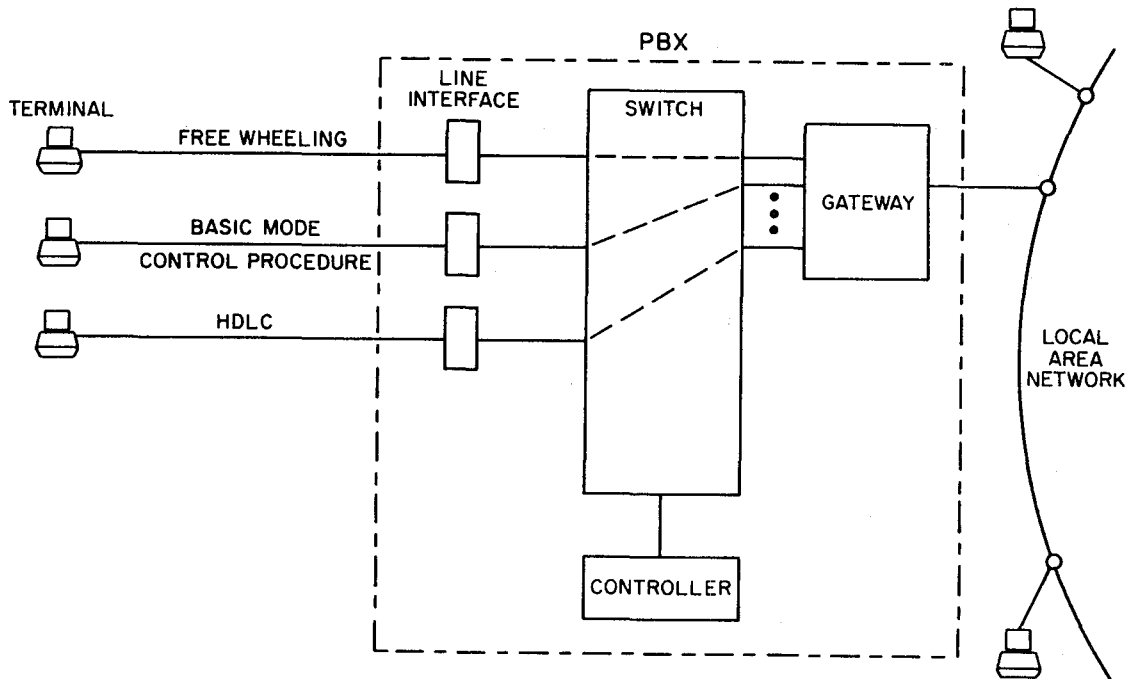 PBX
LINE
INTERFACE
TERMINAL
SWITCH
FREE WHEELING
GATEWAY
BASIC MODE
CONTROL PROCEDURE
HDLC
LOCAL
AREA
NETWORK
CONTROLLER